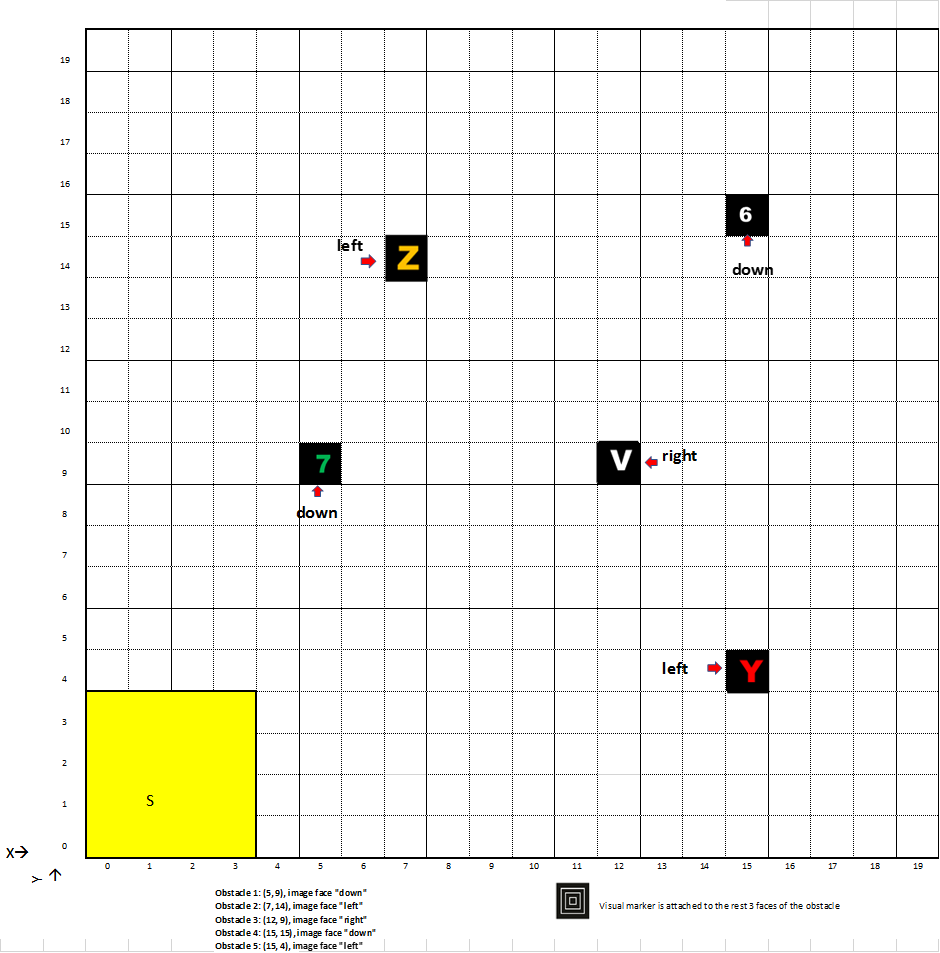 19
18
17
16
6
15
left
Z
14
down
13
12
11
10
7
V
right
9
down
8
7
6
5
left
Y
4
3
2
S
1
0
X→
0 1 2 3 4 5 6 7 8 9 10 11 12 13 14 15 16 17 18 19
Y →
Obstacle 1: (5, 9), image face "down"
Obstacle 2: (7, 14), image face "left"
Obstacle 3: (12, 9), image face "right"
Obstacle 4: (15, 15), image face "down"
Obstacle 5: (15, 4), image face "left"
Visual marker is attached to the rest 3 faces of the obstacle